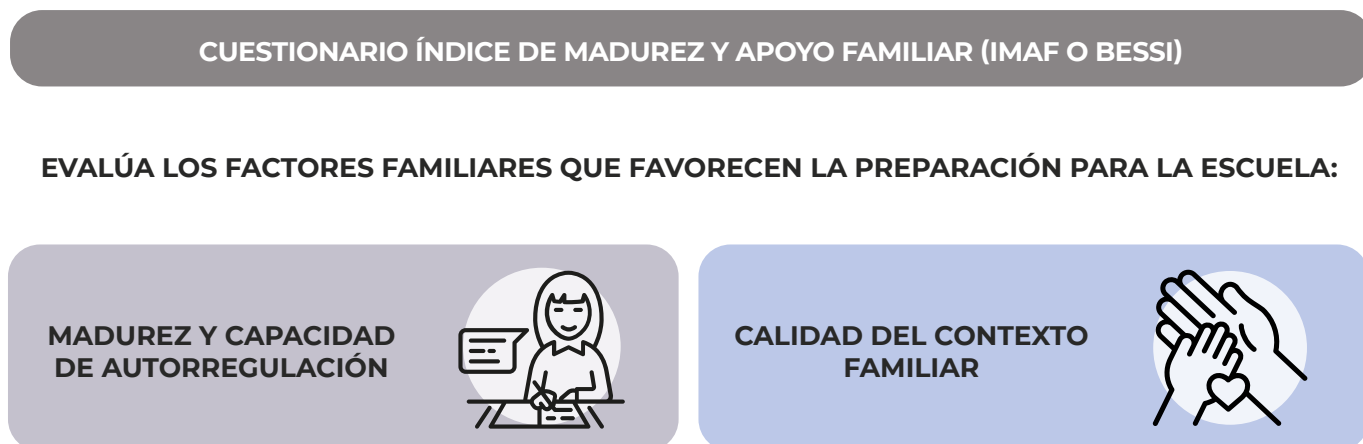 CUESTIONARIO ÍNDICE DE MADUREZ Y APOYO FAMILIAR (IMAF O BESSI)
EVALÚA LOS FACTORES FAMILIARES QUE FAVORECEN LA PREPARACIÓN PARA LA ESCUELA:
MADUREZ Y CAPACIDAD
DE AUTORREGULACIÓN
CALIDAD DEL CONTEXTO
FAMILIAR